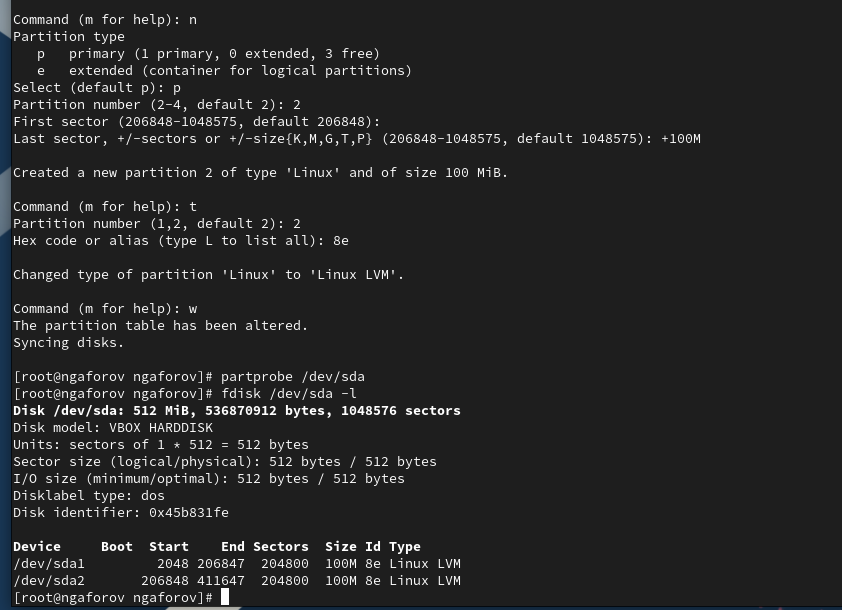 Command (m for help): n
Partition type
   p   primary (1 primary, 0 extended, 3 free)
   e   extended (container for logical partitions)
Select (default p): p
Partition number (2-4, default 2): 2
First sector (206848-1048575, default 206848):
Last sector, +/-sectors or +/-size{K,M,G,T,P} (206848-1048575, default 1048575): +100M
Created a new partition 2 of type 'Linux' and of size 100 MiB.
Command (m for help): t
Partition number (1,2, default 2): 2
Hex code or alias (type L to list all): 8e
Changed type of partition 'Linux' to 'Linux LVM'.
Command (m for help): w
The partition table has been altered.
Syncing disks.
[root@ngaforov ngaforov]# partprobe /dev/sda
[root@ngaforov ngaforov]# fdisk /dev/sda -l
Disk /dev/sda: 512 MiB, 536870912 bytes, 1048576 sectors
Disk model: VBOX HARDDISK
Units: sectors of 1 * 512 = 512 bytes
Sector size (logical/physical): 512 bytes / 512 bytes
I/O size (minimum/optimal): 512 bytes / 512 bytes
Disklabel type: dos
Disk identifier: 0x45b831fe
Device     Boot  Start    End Sectors  Size Id Type
/dev/sda1         2048 206847  204800  100M 8e Linux LVM
/dev/sda2       206848 411647  204800  100M 8e Linux LVM
[root@ngaforov ngaforov]#